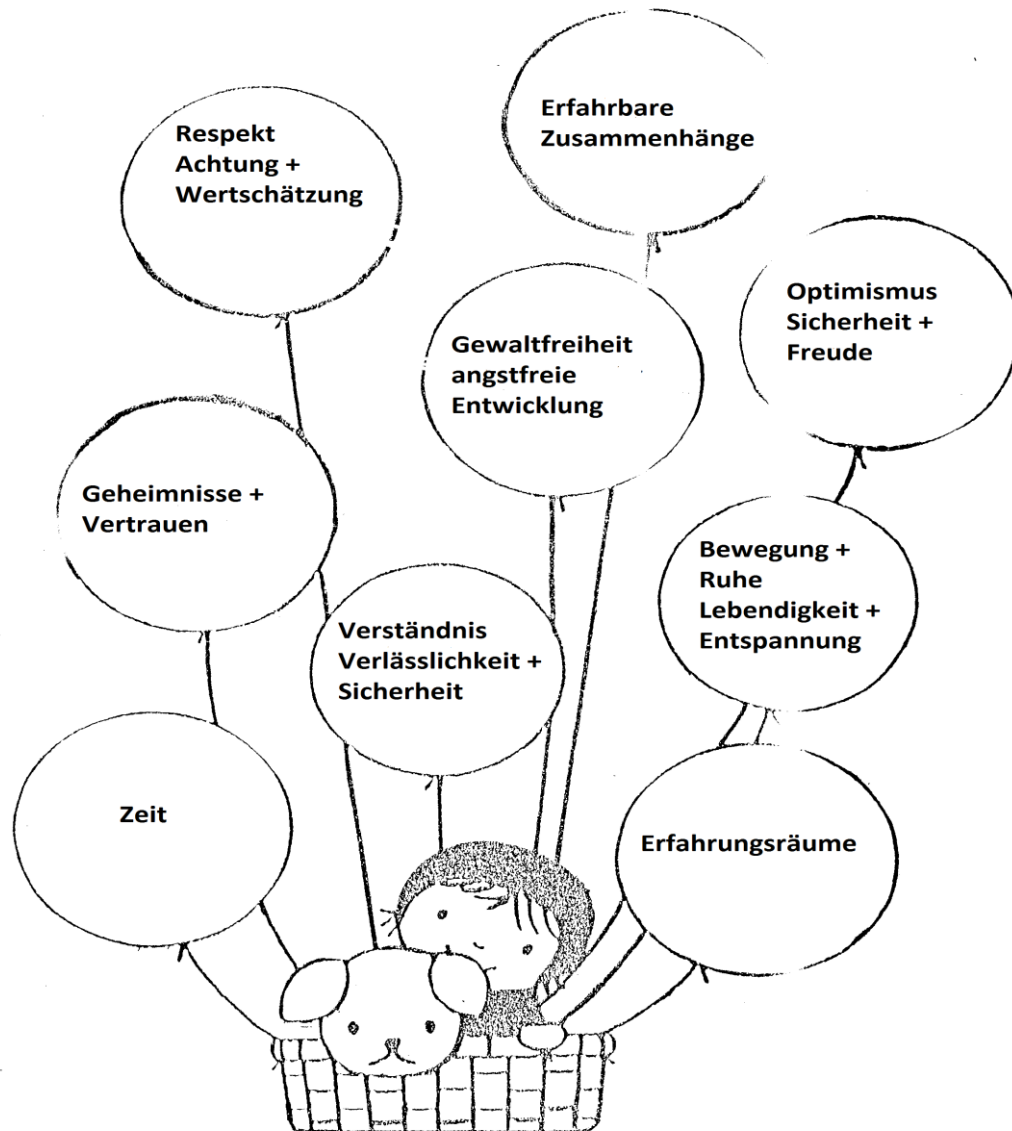 Erfahrbare
Zusammenhänge
Respekt
Achtung +
Wertschätzung
Optimismus
Sicherheit +
Freude
Gewaltfreiheit
angstfreie
Entwicklung
Geheimnisse +
Vertrauen
Bewegung +
Ruhe
Lebendigkeit +
Entspannung
Verständnis
Verlässlichkeit +
Sicherheit
Zeit
Erfahrungsräume